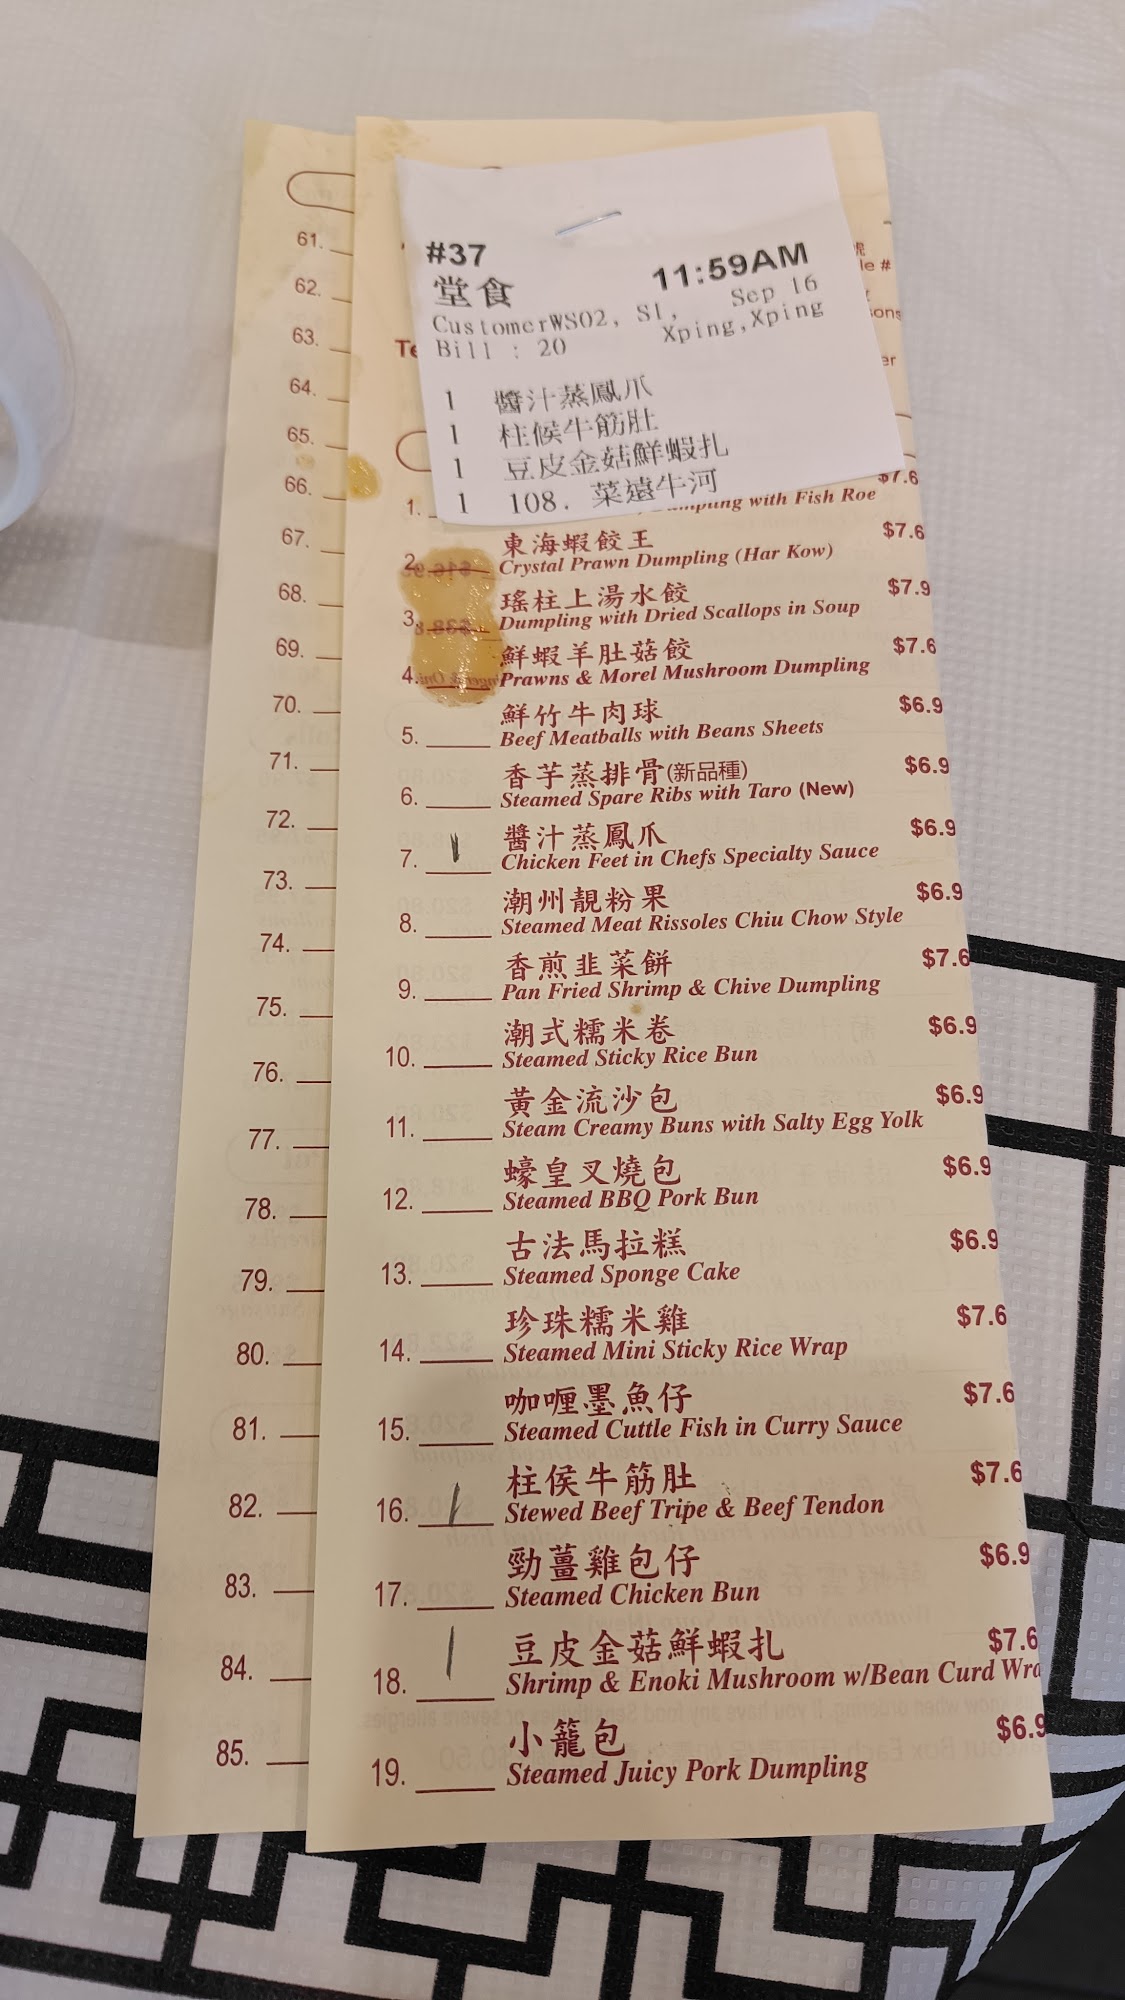 #37
11:59AM
堂食
Sep 16
CustomerWS02, S1,
Xping,Xping
Bill : 20
1 醬汁蒸鳳爪
1 柱候牛筋肚
1 豆皮金菇鮮蝦扎
1 108. 菜遠牛河
61.
62.
63.
64.
65.
66.
67.
68.
69.
70.
71.
72.
73.
74.
75.
76.
77.
78.
79.
80.
81.
82.
83.
84.
85.
1. with Fish Roe $7.6
2. 東海蝦餃王 $7.6
Crystal Prawn Dumpling (Har Kow)
3. 瑤柱上湯水餃 $7.9
Dumpling with Dried Scallops in Soup
4. 鮮蝦羊肚菇餃 $7.6
Prawns & Morel Mushroom Dumpling
5. 鮮竹牛肉球 $6.9
Beef Meatballs with Beans Sheets
6. 香芋蒸排骨(新品種) $6.9
Steamed Spare Ribs with Taro (New)
7. 醬汁蒸鳳爪 $6.9
Chicken Feet in Chefs Specialty Sauce
8. 潮州靚粉果 $6.9
Steamed Meat Rissoles Chiu Chow Style
9. 香煎韭菜餅 $7.6
Pan Fried Shrimp & Chive Dumpling
10. 潮式糯米卷 $6.9
Steamed Sticky Rice Bun
11. 黃金流沙包 $6.9
Steam Creamy Buns with Salty Egg Yolk
12. 蠔皇叉燒包 $6.9
Steamed BBQ Pork Bun
13. 古法馬拉糕 $6.9
Steamed Sponge Cake
14. 珍珠糯米雞 $7.6
Steamed Mini Sticky Rice Wrap
15. 咖喱墨魚仔 $7.6
Steamed Cuttle Fish in Curry Sauce
16. 柱侯牛筋肚 $7.6
Stewed Beef Tripe & Beef Tendon
17. 勁薑雞包仔 $6.9
Steamed Chicken Bun
18. 豆皮金菇鮮蝦扎 $7.6
Shrimp & Enoki Mushroom w/Bean Curd Wra
19. 小籠包 $6.9
Steamed Juicy Pork Dumpling